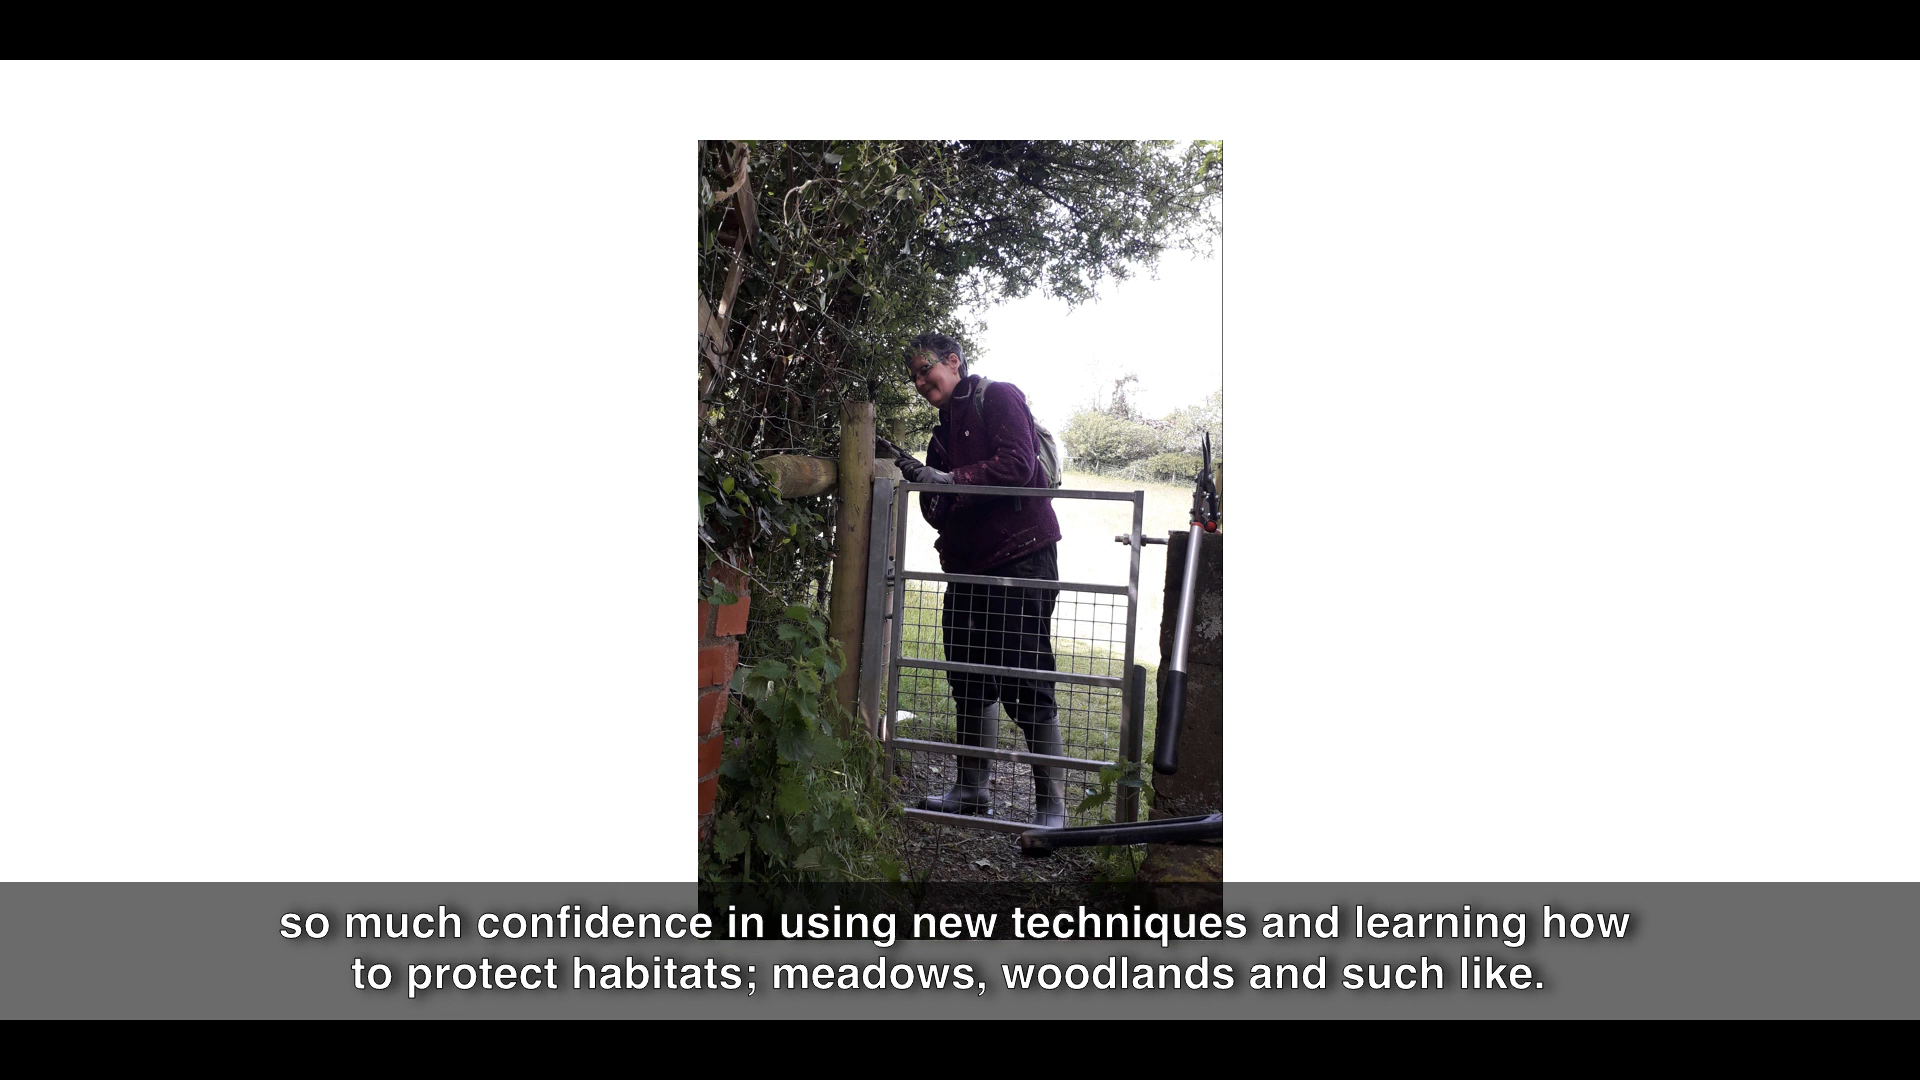 so much confidence in using new techniques and learning how
to protect habitats; meadows, woodlands and such like.